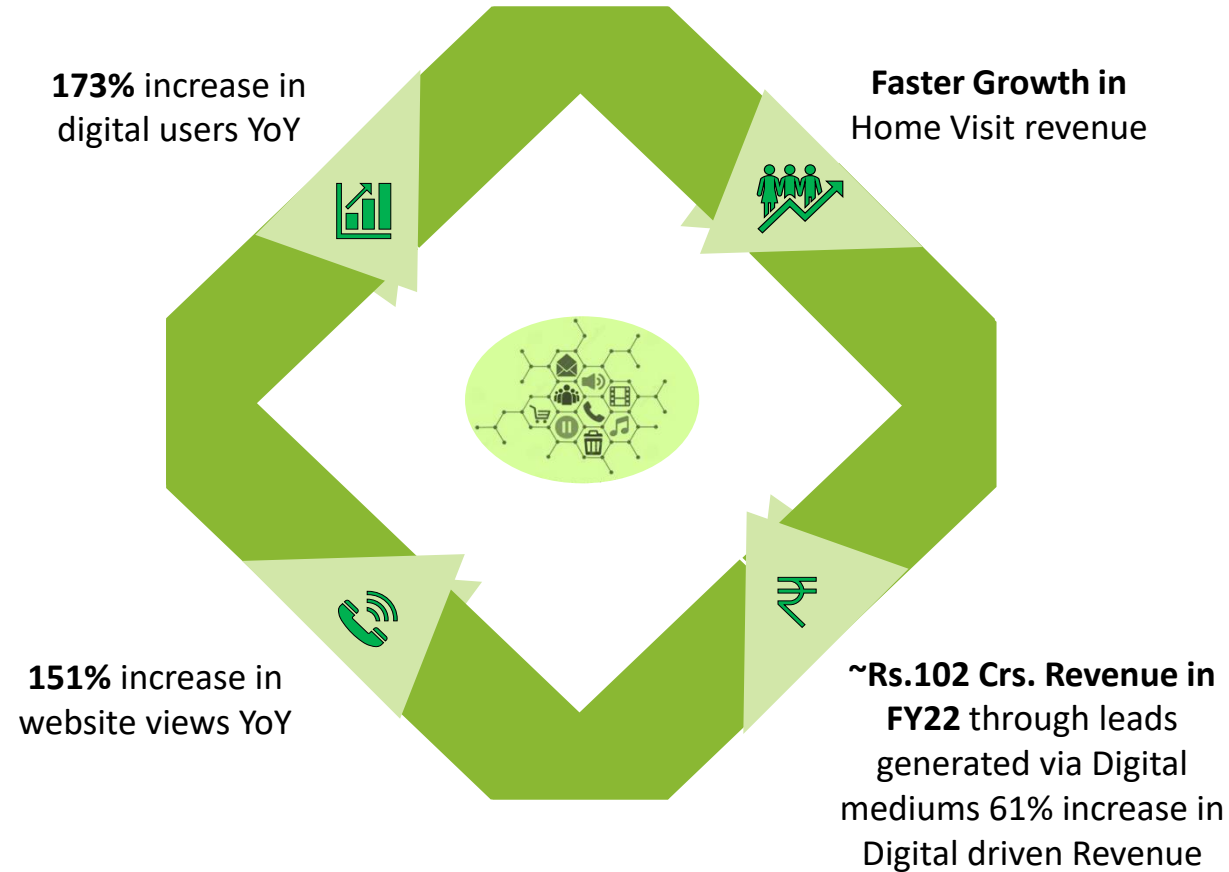 173% increase in
digital users YoY
Faster Growth in
Home Visit revenue
151% increase in
website views YoY
~Rs.102 Crs. Revenue in
FY22 through leads
generated via Digital
mediums 61% increase in
Digital driven Revenue
₹